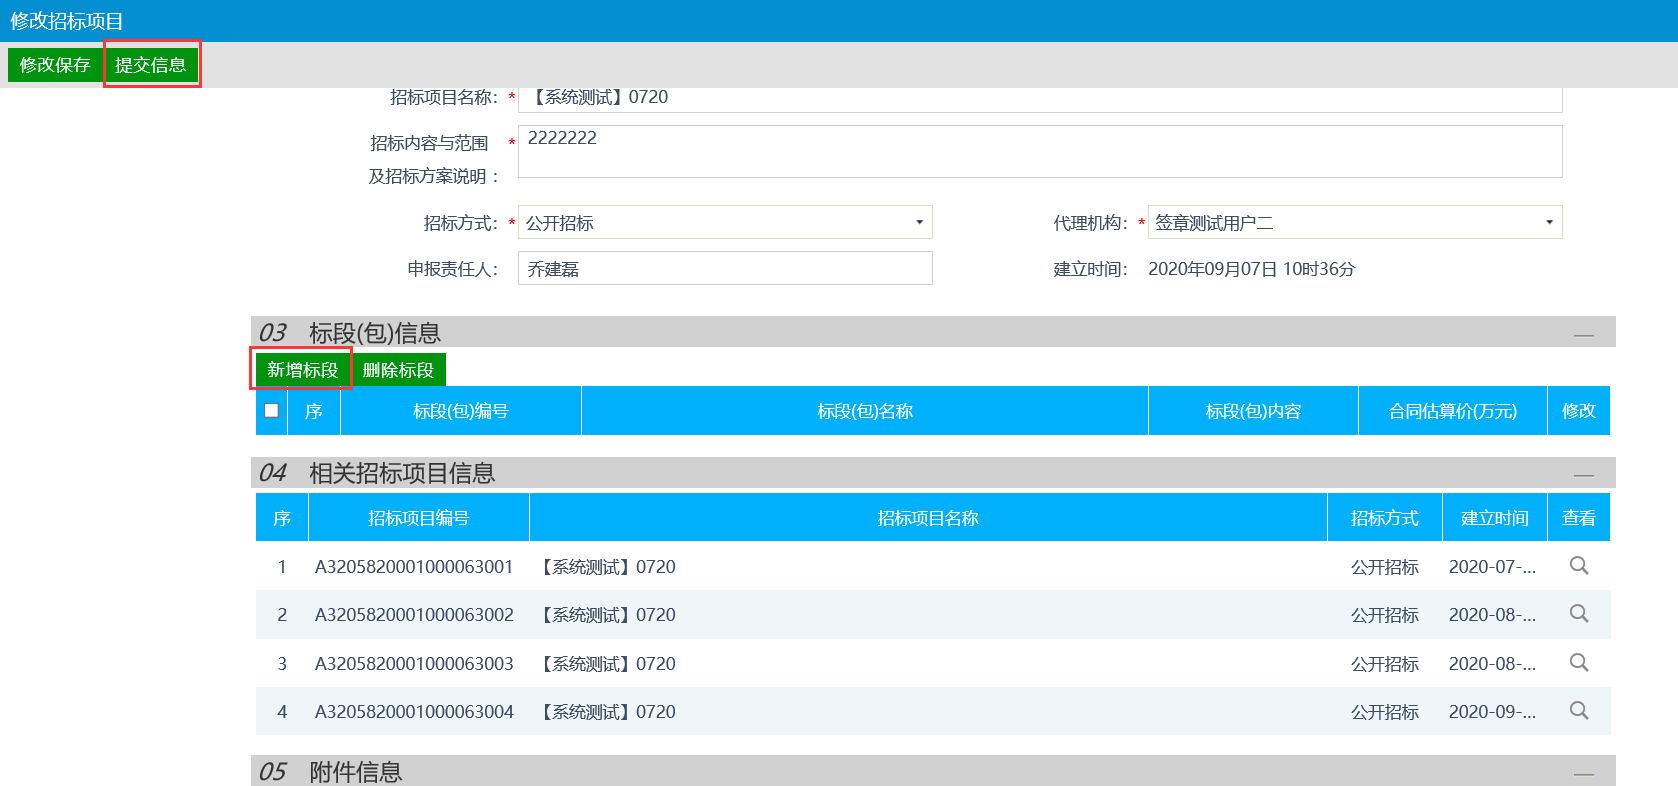 修改招标项目
修改保存 提交信息
招标项目名称： * 【系统测试】0720
招标内容与范围 * 2222222
及招标方案说明 ：
招标方式： * 公开招标 代理机构： * 签章测试用户二
申报责任人： 乔建磊 建立时间： 2020年09月07日 10时36分
03 标段(包)信息
新增标段 删除标段
序 标段(包)编号 标段(包)名称 标段(包)内容 合同估算价(万元) 修改
04 相关招标项目信息
序 招标项目编号 招标项目名称 招标方式 建立时间 查看
1 A3205820001000063001 【系统测试】0720 公开招标 2020-07-...
2 A3205820001000063002 【系统测试】0720 公开招标 2020-08-...
3 A3205820001000063003 【系统测试】0720 公开招标 2020-08-...
4 A3205820001000063004 【系统测试】0720 公开招标 2020-09-...
05 附件信息